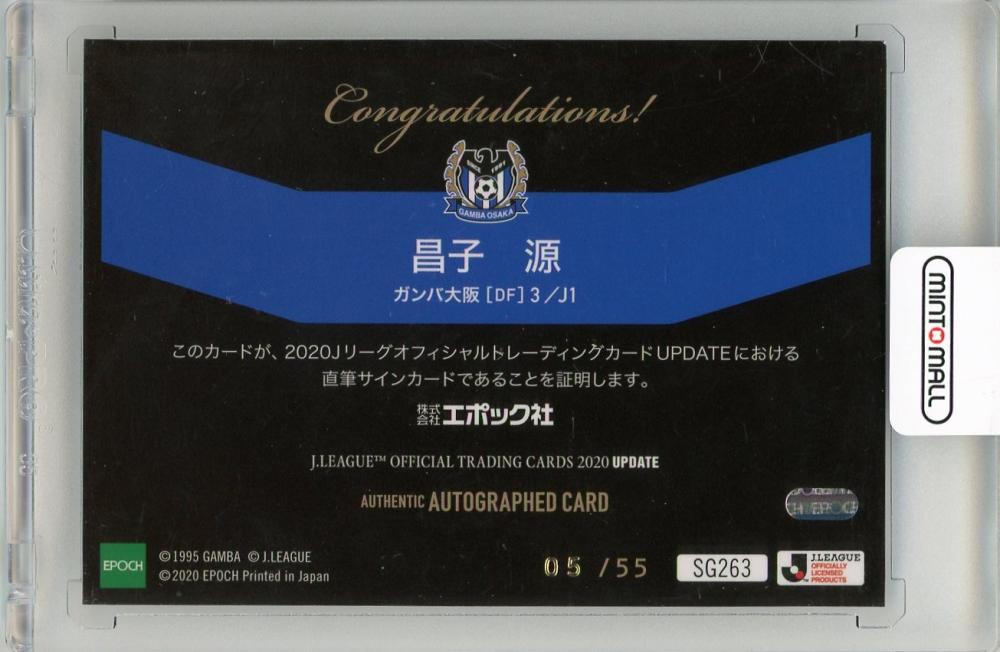 Congratulations!
SINCE 1991
GAMBA OSAKA
昌子 源
ガンバ大阪 [DF] 3／J1
このカードが、2020Jリーグオフィシャルトレーディングカード UPDATEにおける
直筆サインカードであることを証明します。
株式会社エポック社
J.LEAGUE™ OFFICIAL TRADING CARDS 2020 UPDATE
AUTHENTIC AUTOGRAPHED CARD
EPOCH
©1995 GAMBA ©J.LEAGUE
©2020 EPOCH Printed in Japan
05 /55
SG263
J.LEAGUE
OFFICIALLY
LICENSED
PRODUCTS
MINT MALL